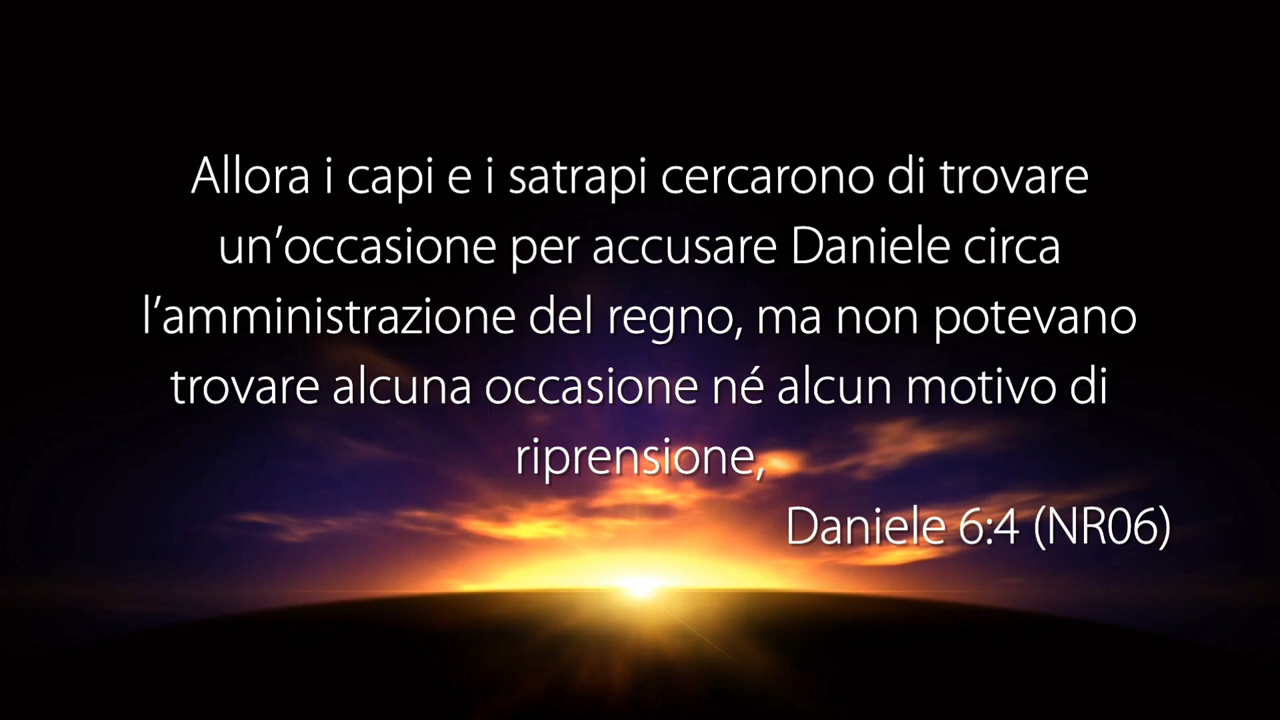 Allora i capi e i satrapi cercarono di trovare
un’occasione per accusare Daniele circa
l’amministrazione del regno, ma non potevano
trovare alcuna occasione né alcun motivo di
riprensione,
Daniele 6:4 (NR06)